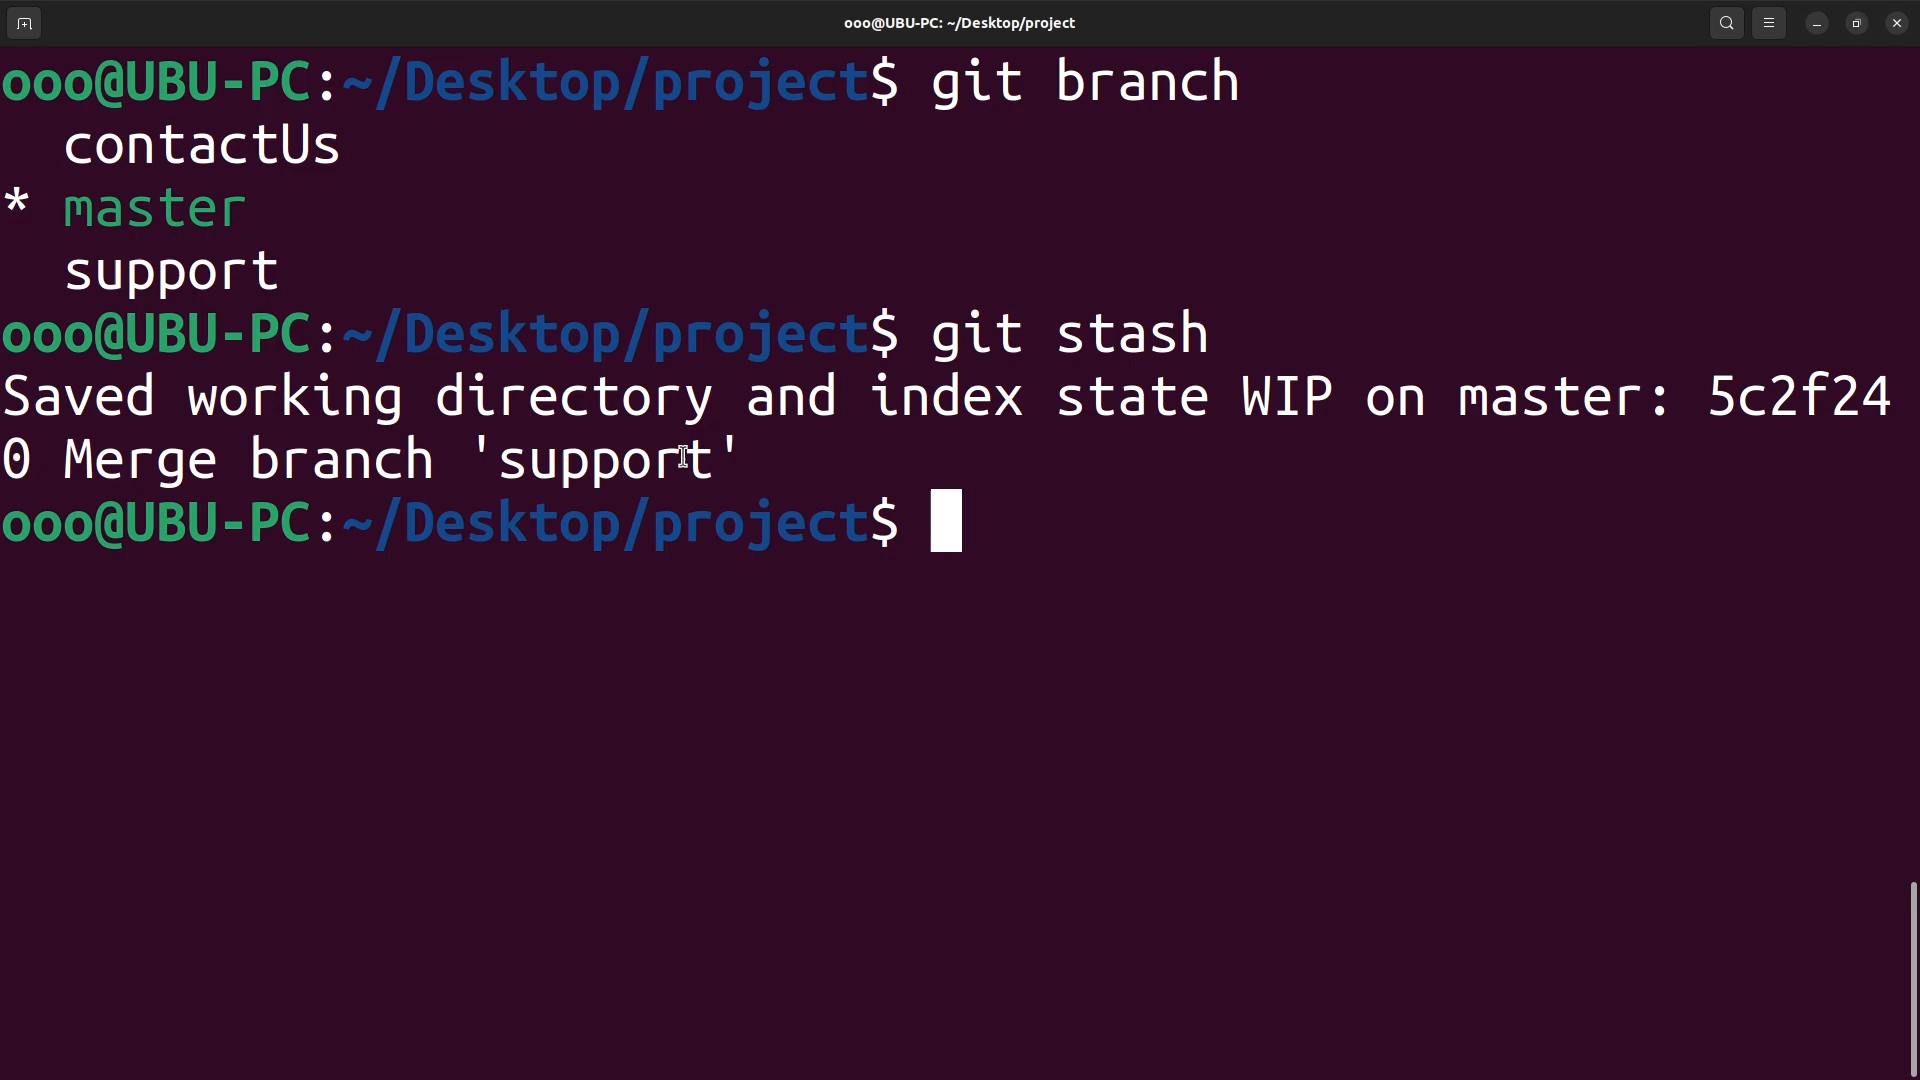 ooo@UBU-PC: ~/Desktop/project
ooo@UBU-PC:~/Desktop/project$ git branch
  contactUs
* master
  support
ooo@UBU-PC:~/Desktop/project$ git stash
Saved working directory and index state WIP on master: 5c2f24
0 Merge branch 'support'
ooo@UBU-PC:~/Desktop/project$